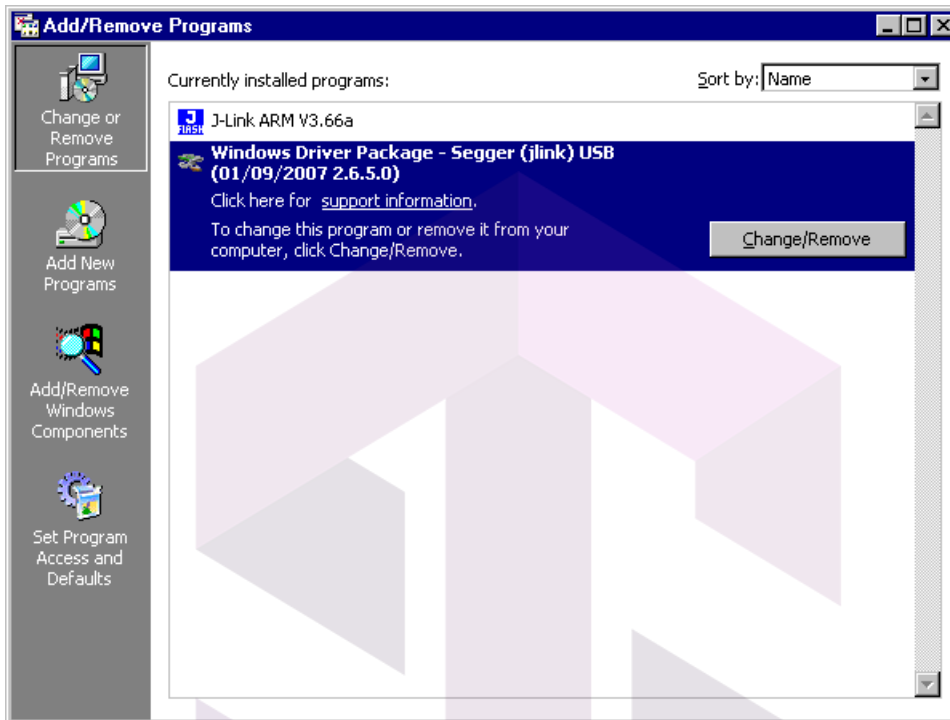 Add/Remove Programs
Change or
Remove
Programs
Add New
Programs
Add/Remove
Windows
Components
Set Program
Access and
Defaults
Currently installed programs:
Sort by: Name
J FLASH J-Link ARM V3.66a
Windows Driver Package - Segger (jlink) USB
(01/09/2007 2.6.5.0)
Click here for support information.
To change this program or remove it from your
computer, click Change/Remove.
Change/Remove